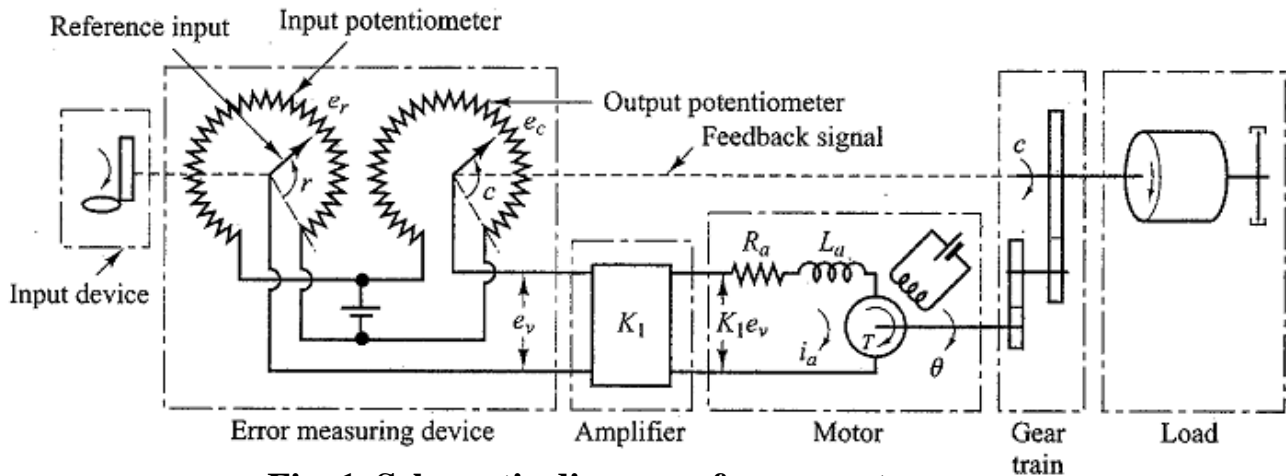 Reference input
Input potentiometer
e_r
Output potentiometer
e_c
Feedback signal
r
c
c
Input device
R_a
L_a
e_v
K_1
K_1e_v
i_a
T
θ
Error measuring device
Amplifier
Motor
Gear
train
Load
Fig. 1. Schematic diagram of servo system